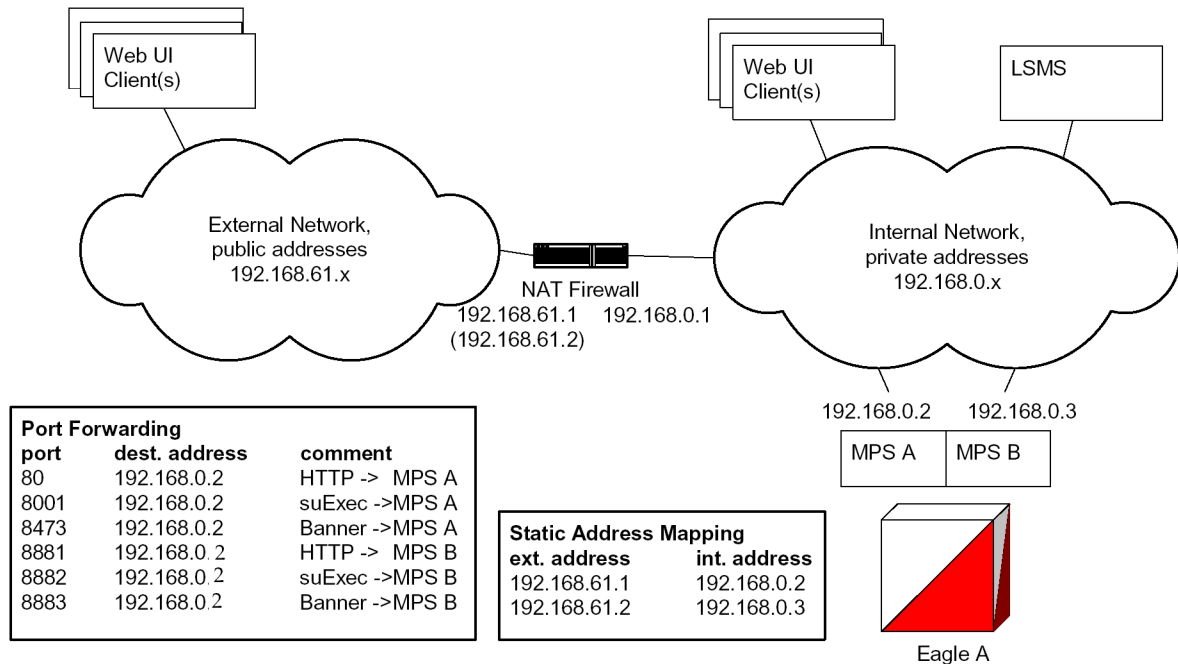 Web UI
Client(s)
Web UI
Client(s)
LSMS
External Network,
public addresses
192.168.61.x
Internal Network,
private addresses
192.168.0.x
NAT Firewall
192.168.61.1 192.168.0.1
(192.168.61.2)
192.168.0.2 192.168.0.3
MPS A MPS B
Eagle A
Port Forwarding
port dest. address comment
80 192.168.0.2 HTTP -> MPS A
8001 192.168.0.2 suExec ->MPS A
8473 192.168.0.2 Banner ->MPS A
8881 192.168.0.2 HTTP -> MPS B
8882 192.168.0.2 suExec ->MPS B
8883 192.168.0.2 Banner ->MPS B
Static Address Mapping
ext. address int. address
192.168.61.1 192.168.0.2
192.168.61.2 192.168.0.3